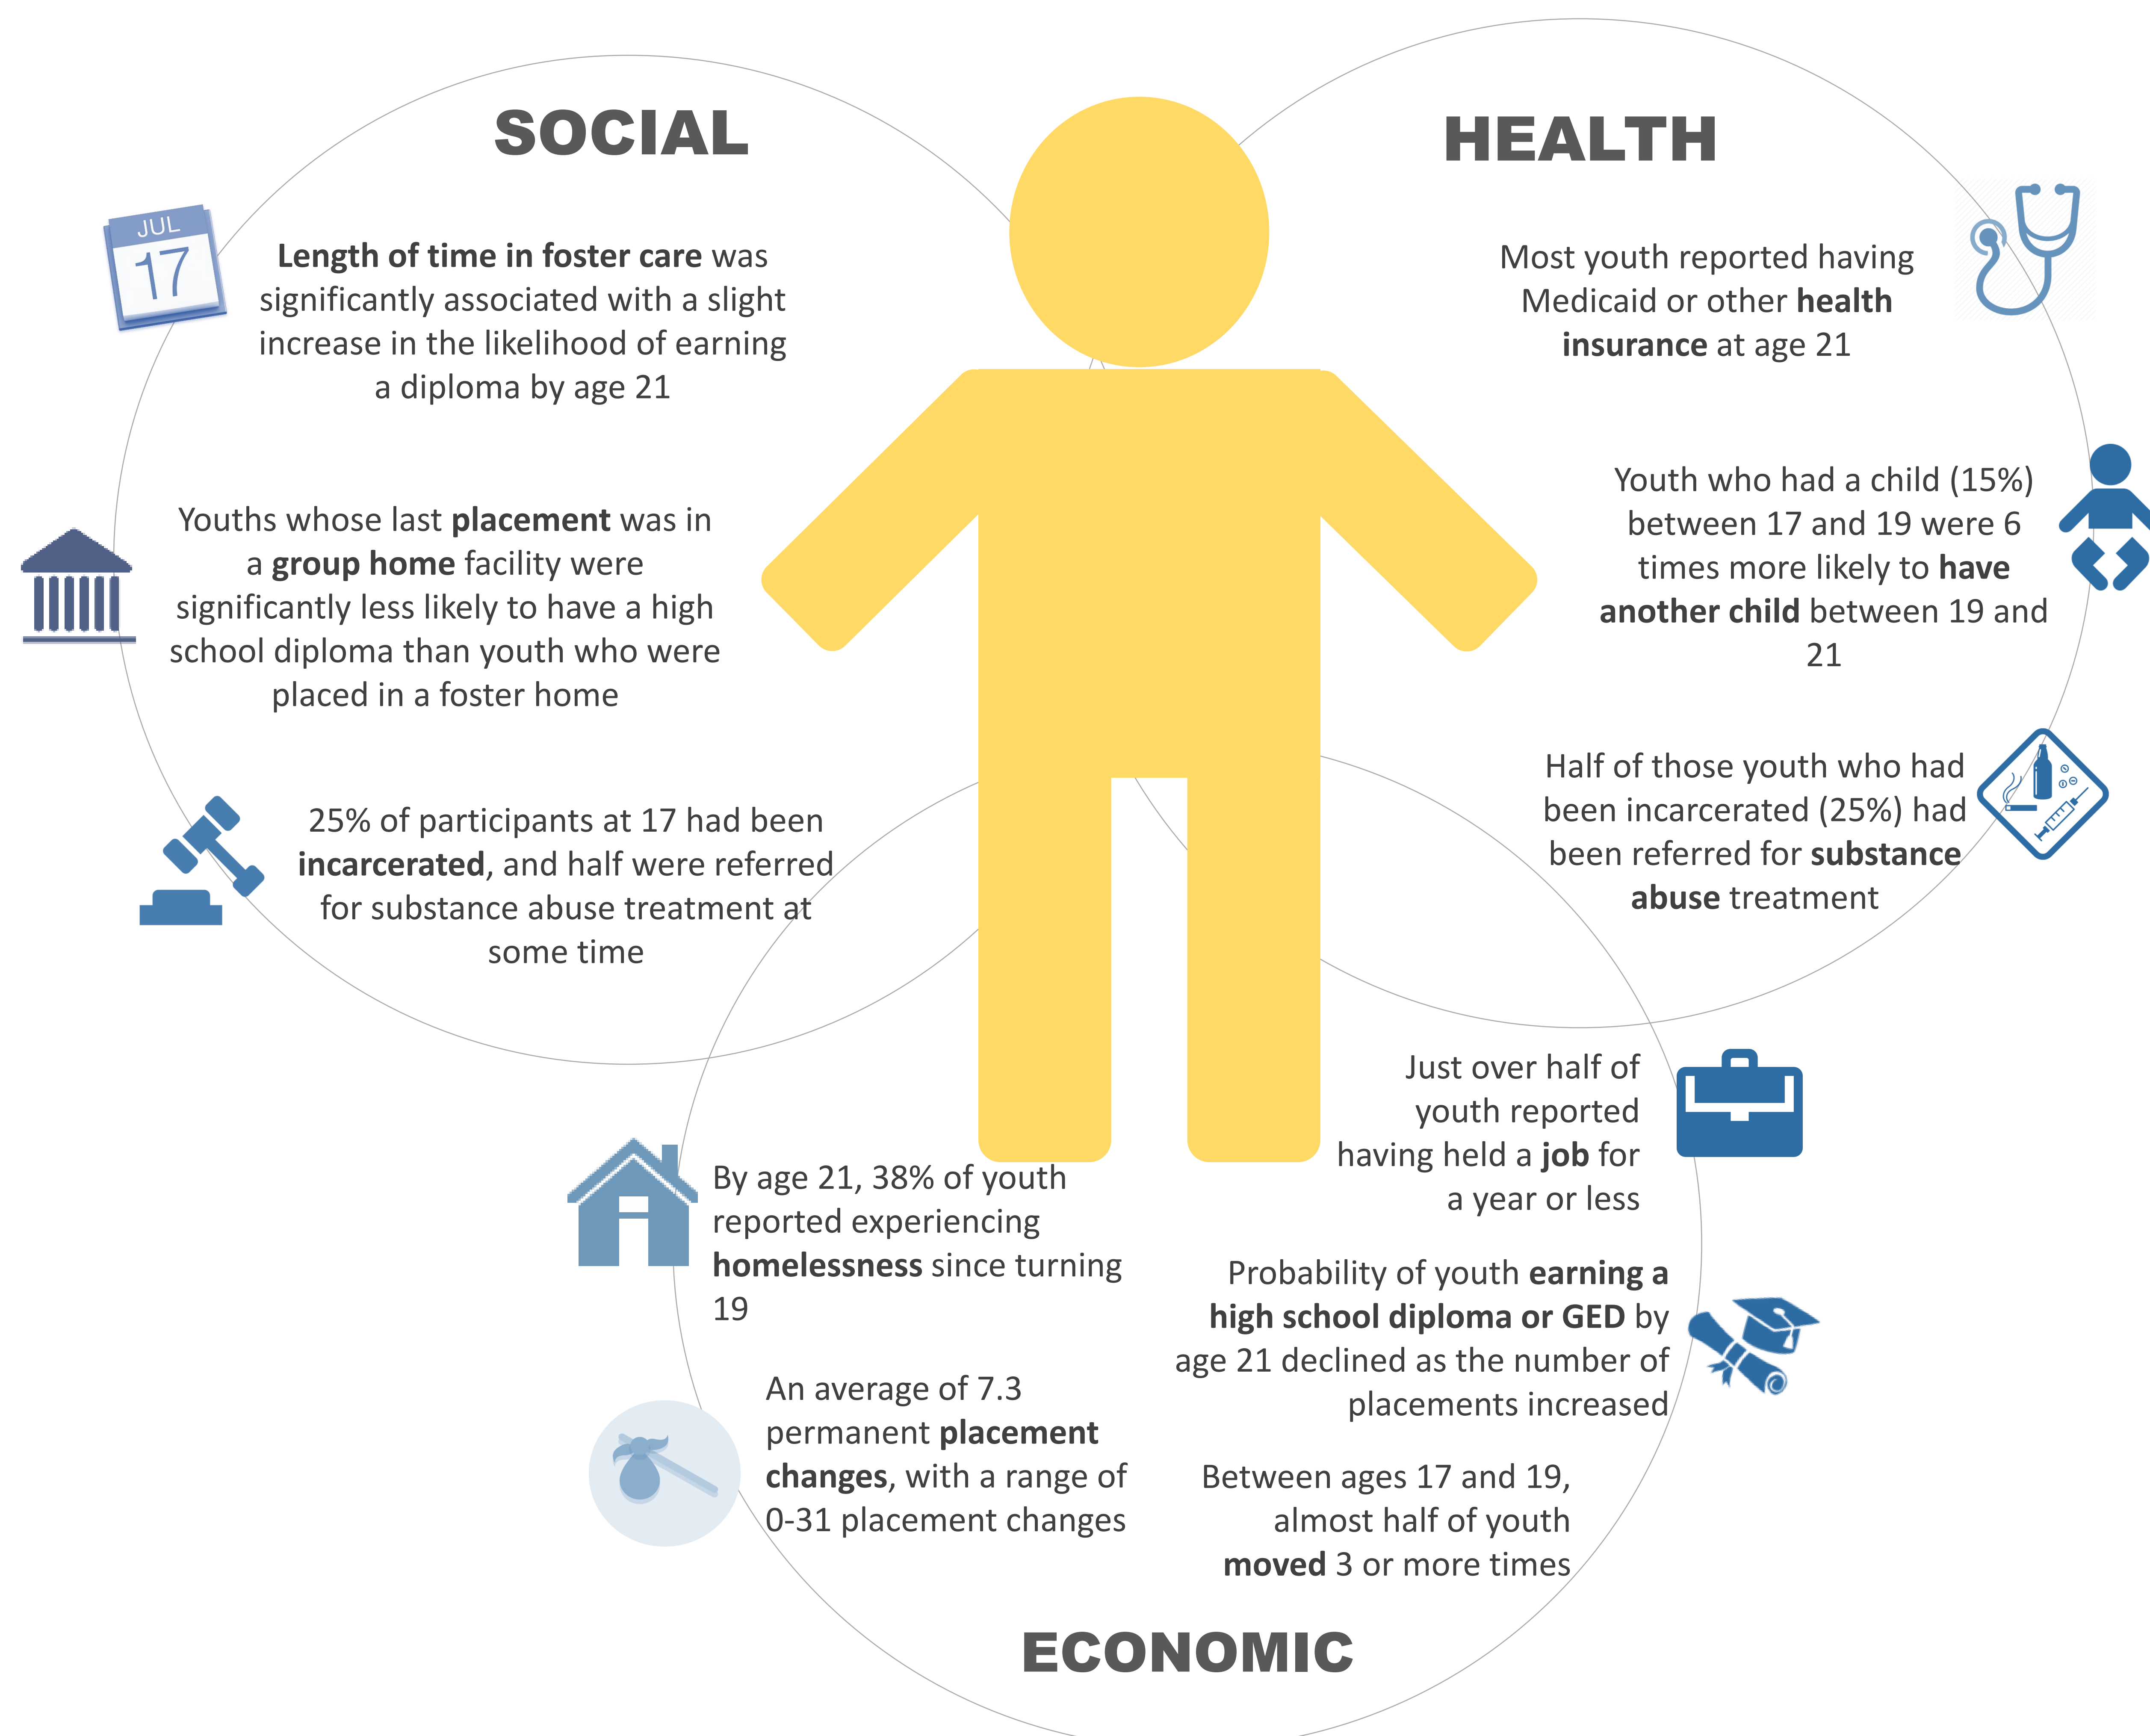 SOCIAL
JUL
17
Length of time in foster care was
significantly associated with a slight
increase in the likelihood of earning
a diploma by age 21
Youths whose last placement was in
a group home facility were
significantly less likely to have a high
school diploma than youth who were
placed in a foster home
25% of participants at 17 had been
incarcerated, and half were referred
for substance abuse treatment at
some time
HEALTH
Most youth reported having
Medicaid or other health
insurance at age 21
Youth who had a child (15%)
between 17 and 19 were 6
times more likely to have
another child between 19 and
21
Half of those youth who had
been incarcerated (25%) had
been referred for substance
abuse treatment
By age 21, 38% of youth
reported experiencing
homelessness since turning
19
An average of 7.3
permanent placement
changes, with a range of
0-31 placement changes
Just over half of
youth reported
having held a job for
a year or less
Probability of youth earning a
high school diploma or GED by
age 21 declined as the number of
placements increased
Between ages 17 and 19,
almost half of youth
moved 3 or more times
ECONOMIC